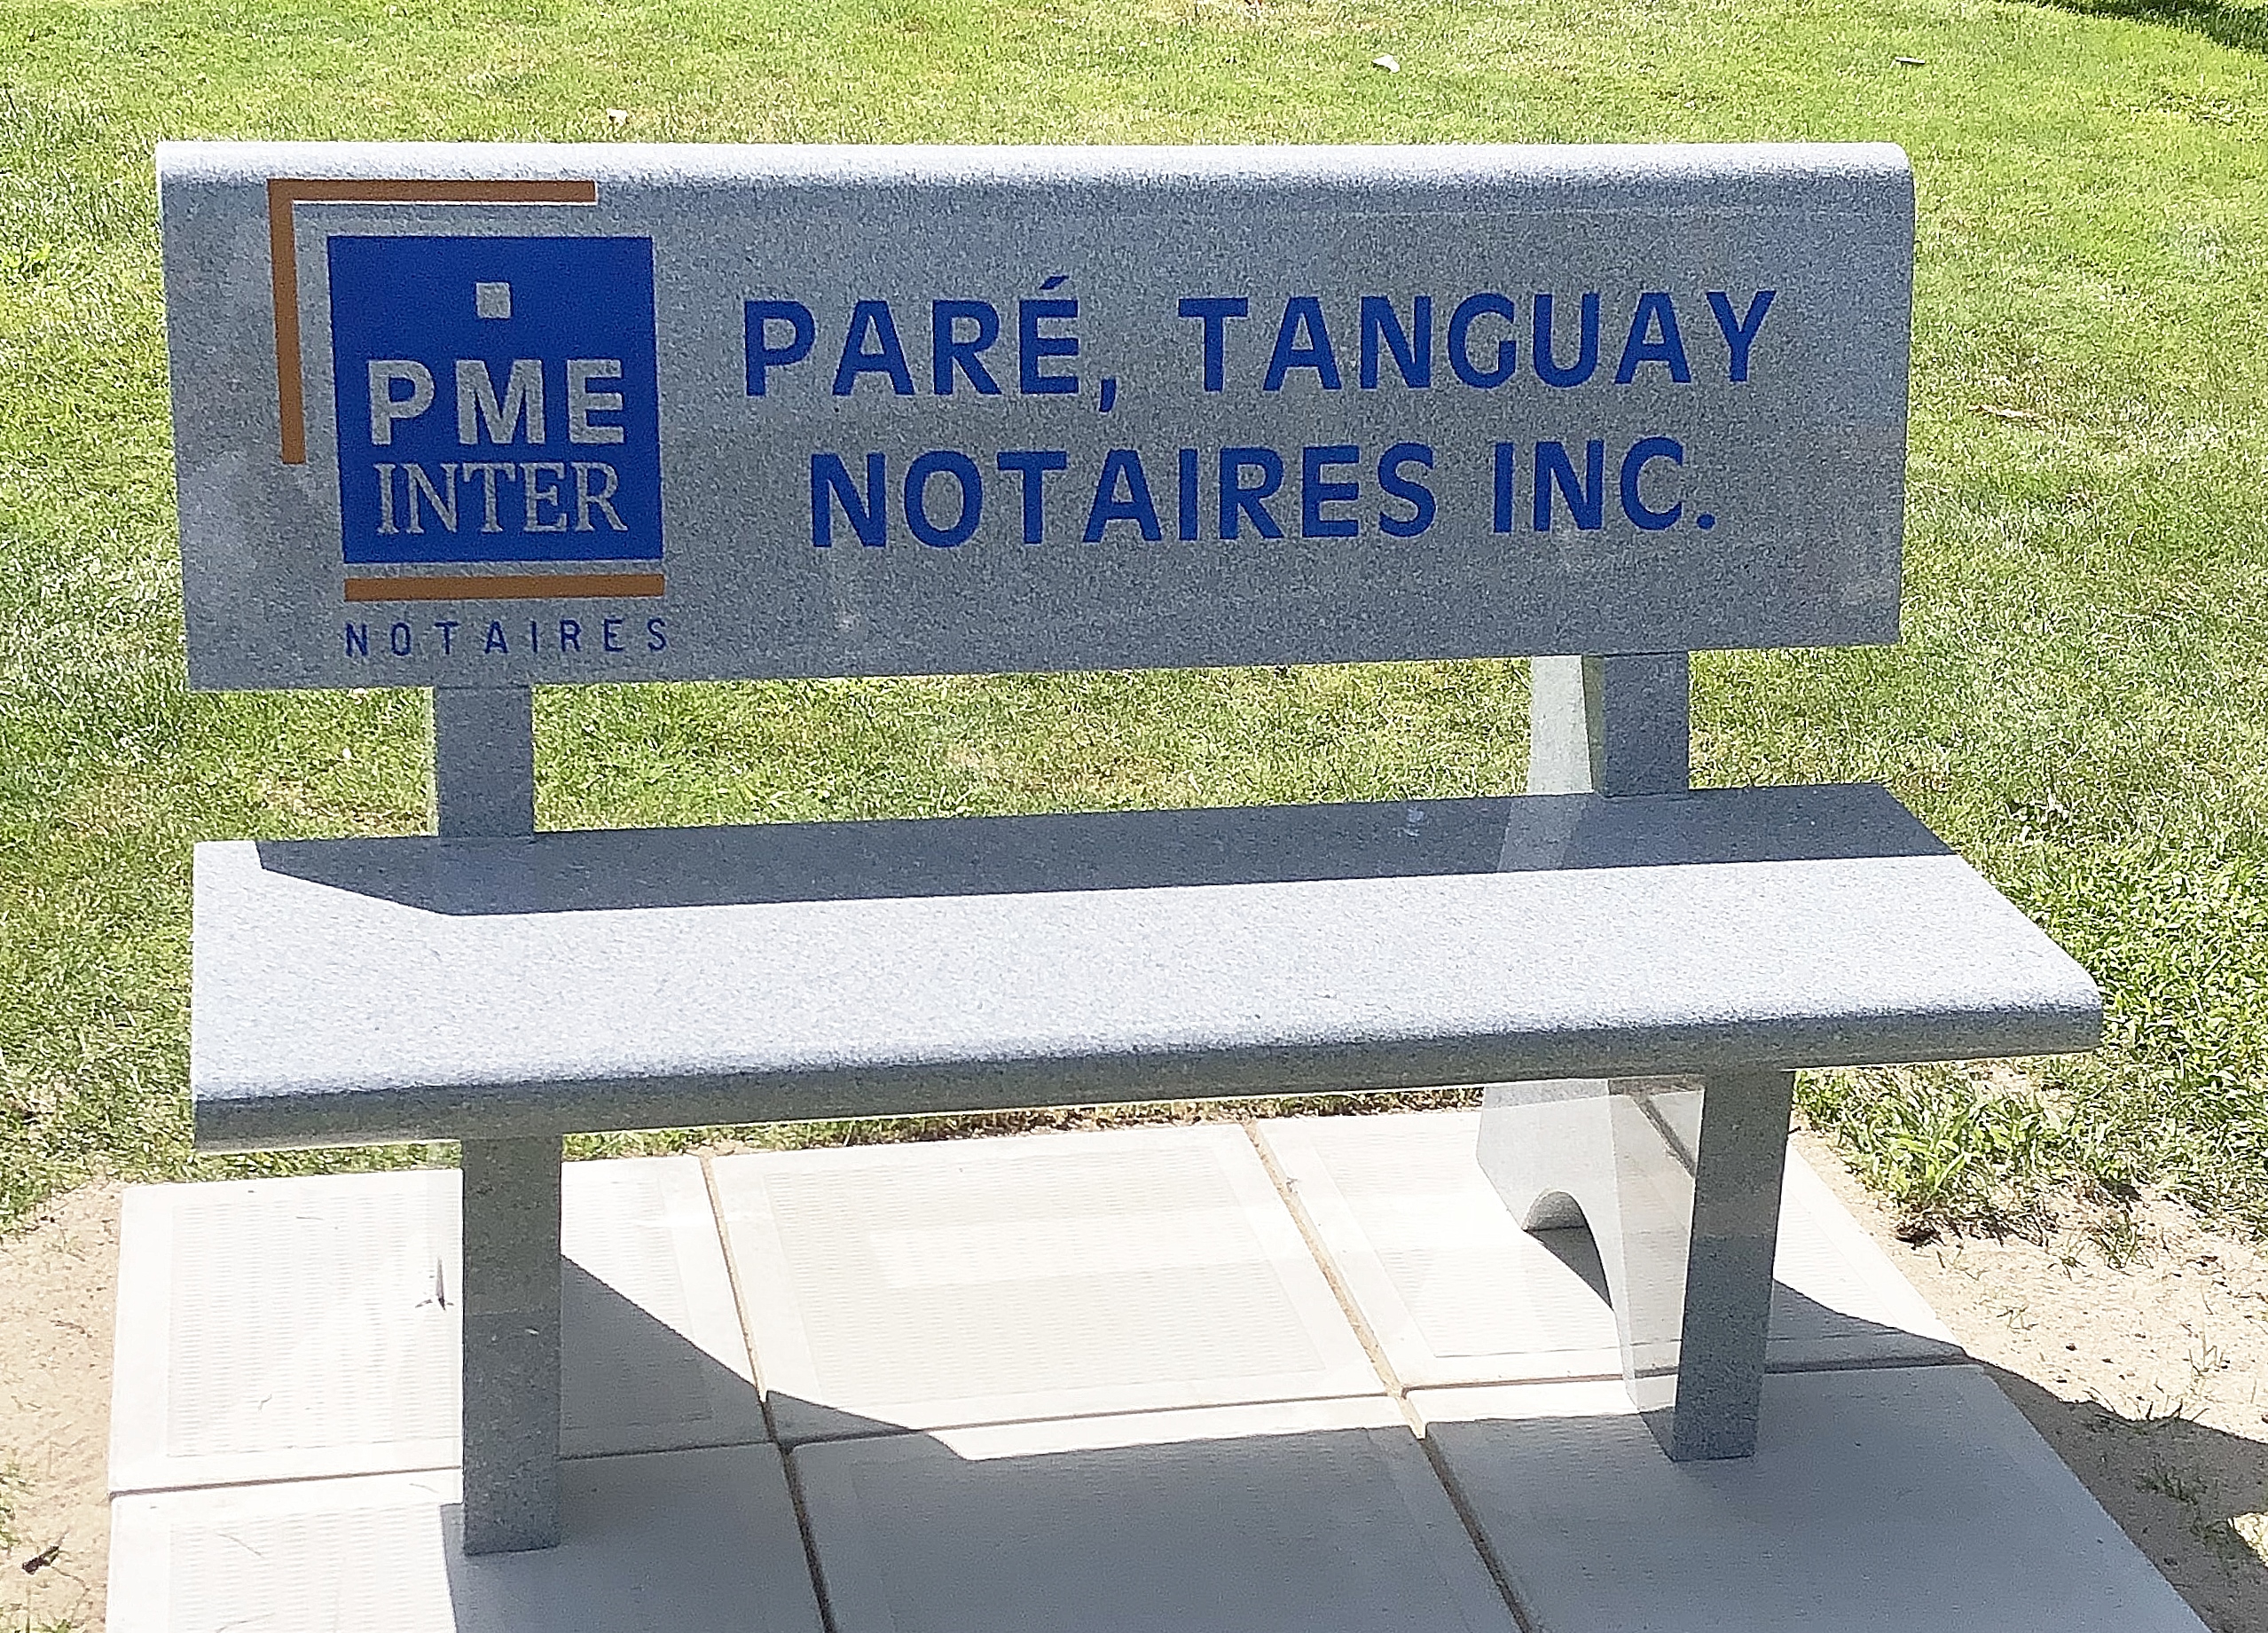 PME
INTER
NOTAIRES
PARÉ, TANGUAY
NOTAIRES INC.